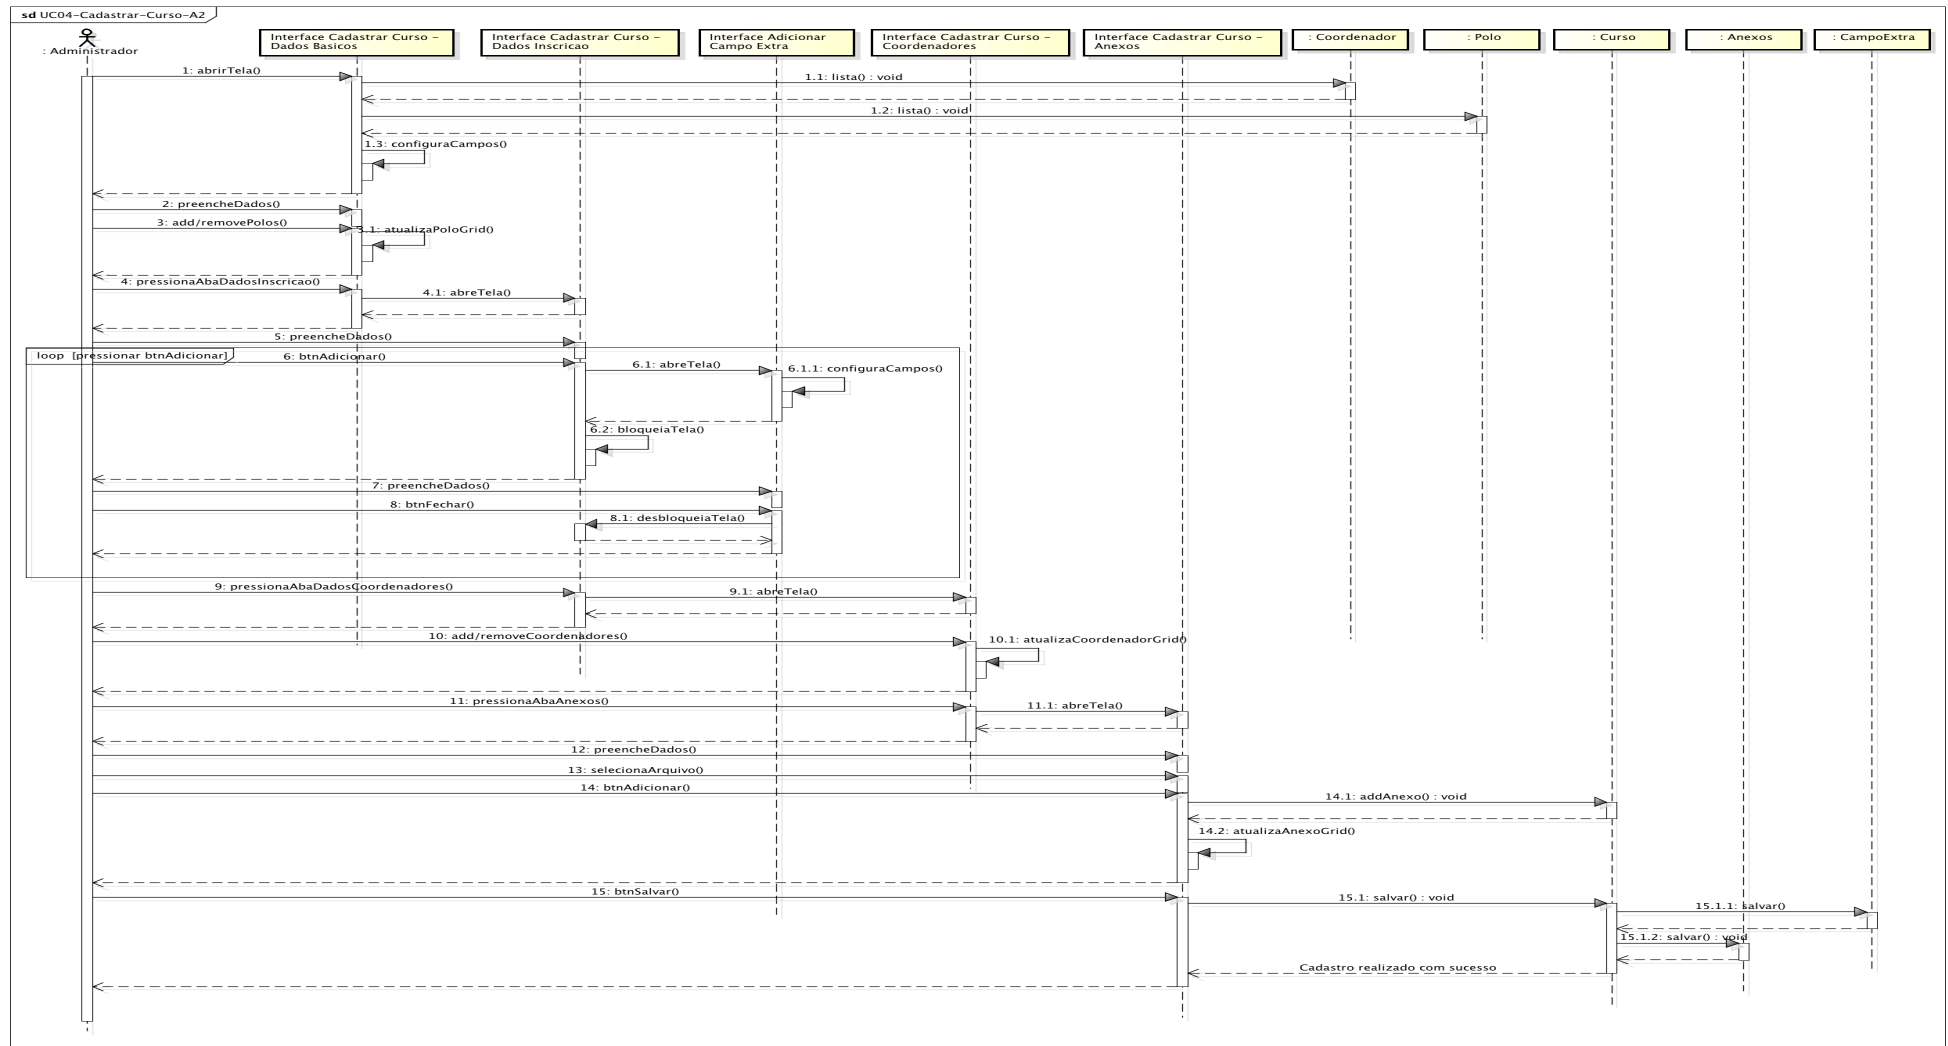 sd UC04-Cadastrar-Curso-A2
: Administrador
Interface Cadastrar Curso -
Dados Basicos
Interface Cadastrar Curso -
Dados Inscricao
Interface Adicionar
Campo Extra
Interface Cadastrar Curso -
Coordenadores
Interface Cadastrar Curso -
Anexos
: Coordenador
: Polo
: Curso
: Anexos
: CampoExtra
1: abrirTela()
1.1: lista() : void
1.2: lista() : void
1.3: configuraCampos()
2: preencheDados()
3: add/removePolos()
3.1: atualizaPoloGrid()
4: pressionaAbaDadosInscricao()
4.1: abreTela()
5: preencheDados()
loop [pressionar btnAdicionar]
6: btnAdicionar()
6.1: abreTela()
6.1.1: configuraCampos()
6.2: bloqueiaTela()
7: preencheDados()
8: btnFechar()
8.1: desbloqueiaTela()
9: pressionaAbaDadosCoordenadores()
9.1: abreTela()
10: add/removeCoordenadores()
10.1: atualizaCoordenadorGrid()
11: pressionaAbaAnexos()
11.1: abreTela()
12: preencheDados()
13: selecionaArquivo()
14: btnAdicionar()
14.1: addAnexo() : void
14.2: atualizaAnexoGrid()
15: btnSalvar()
15.1: salvar() : void
15.1.1: salvar()
15.1.2: salvar() : void
Cadastro realizado com sucesso